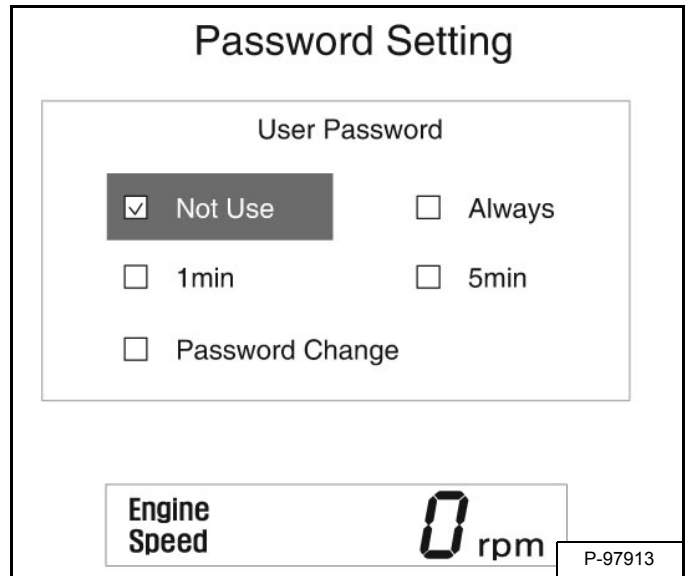 Password Setting
User Password
Not Use Always
1min 5min
Password Change
Engine
Speed
0 rpm
P-97913